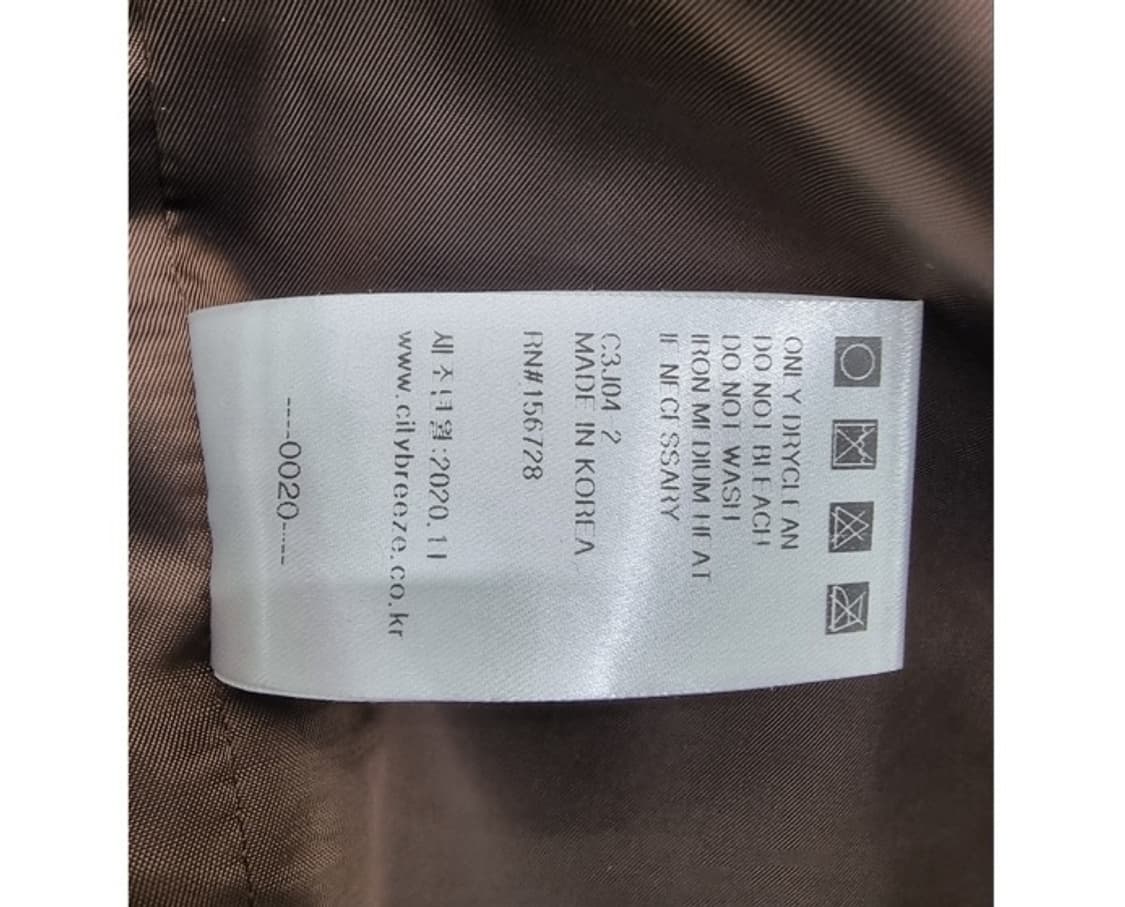 ONLY DRYCLEAN
DO NOT BLEACH
DO NOT WASH
IRON MEDIUM HEAT
IF NECESSARY
C3J04-2
MADE IN KOREA
RN#156728
제조년월:2020.11
www.citybreeze.co.kr
----0020-----